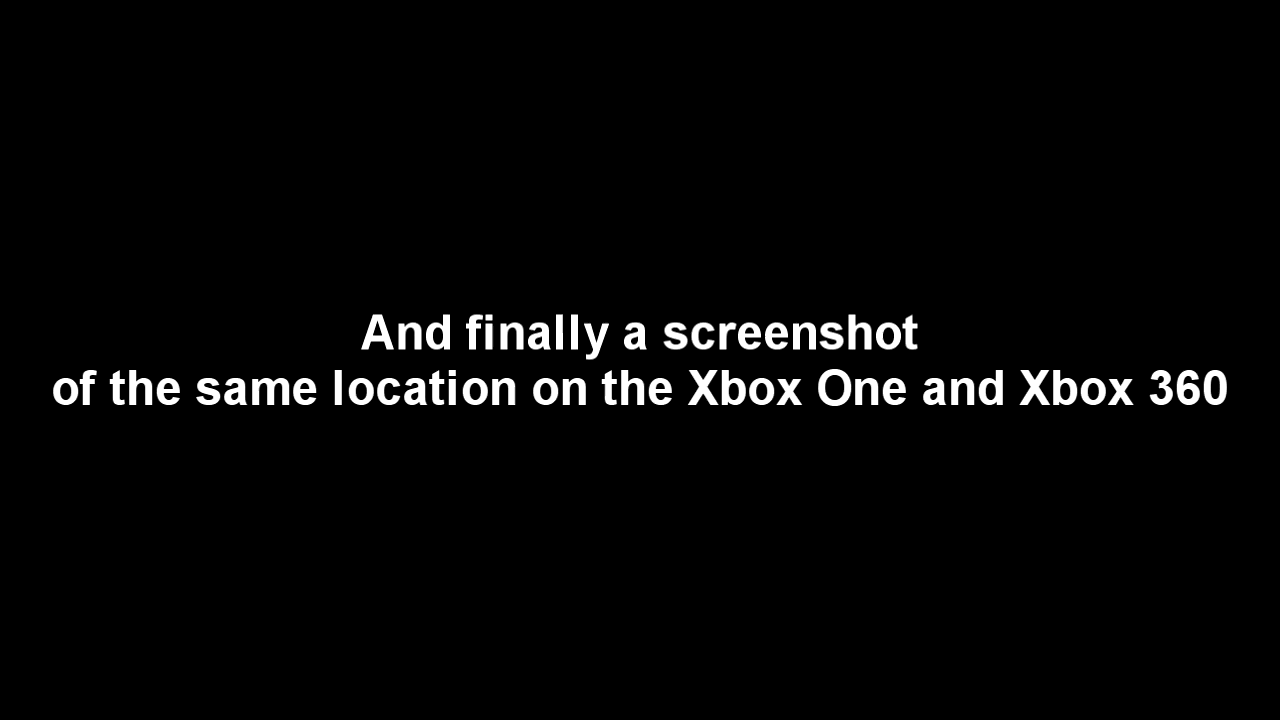 And finally a screenshot
of the same location on the Xbox One and Xbox 360